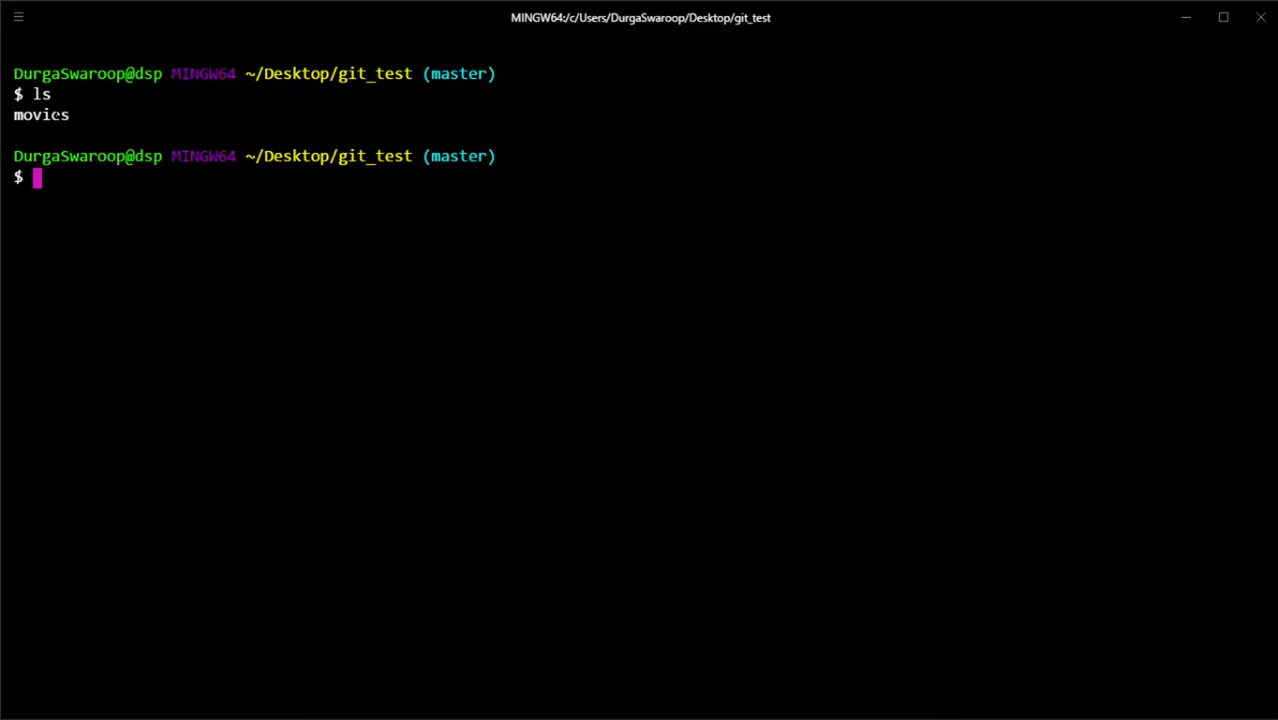 MINGW64:/c/Users/DurgaSwaroop/Desktop/git_test
DurgaSwaroop@dsp MINGW64 ~/Desktop/git_test (master)
$ ls
movies
DurgaSwaroop@dsp MINGW64 ~/Desktop/git_test (master)
$